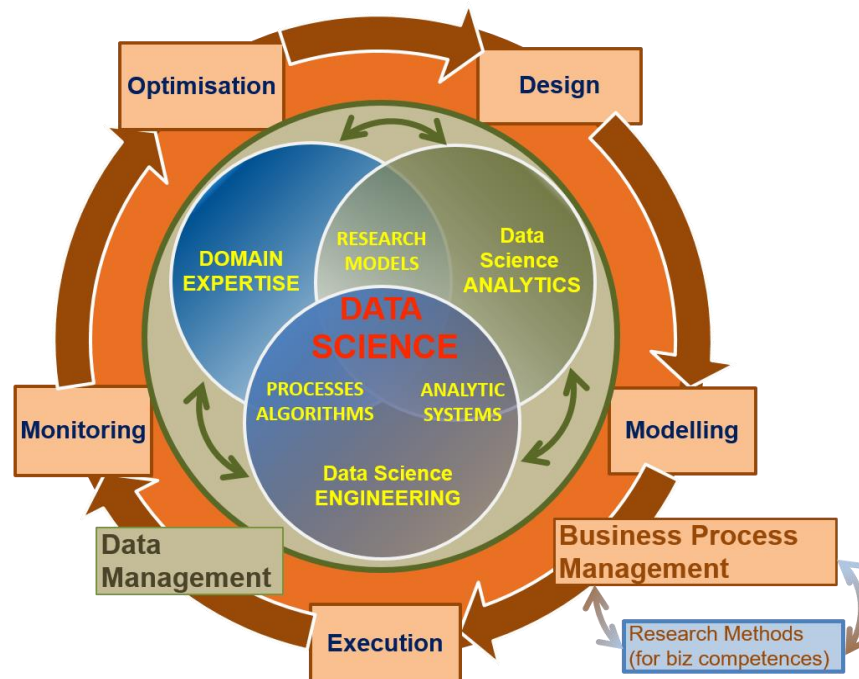 Optimisation
Design
DOMAIN
EXPERTISE
RESEARCH
MODELS
Data
Science
ANALYTICS
DATA
SCIENCE
PROCESSES
ALGORITHMS
ANALYTIC
SYSTEMS
Monitoring
Modelling
Data Science
ENGINEERING
Data
Management
Business Process
Management
Execution
Research Methods
(for biz competences)